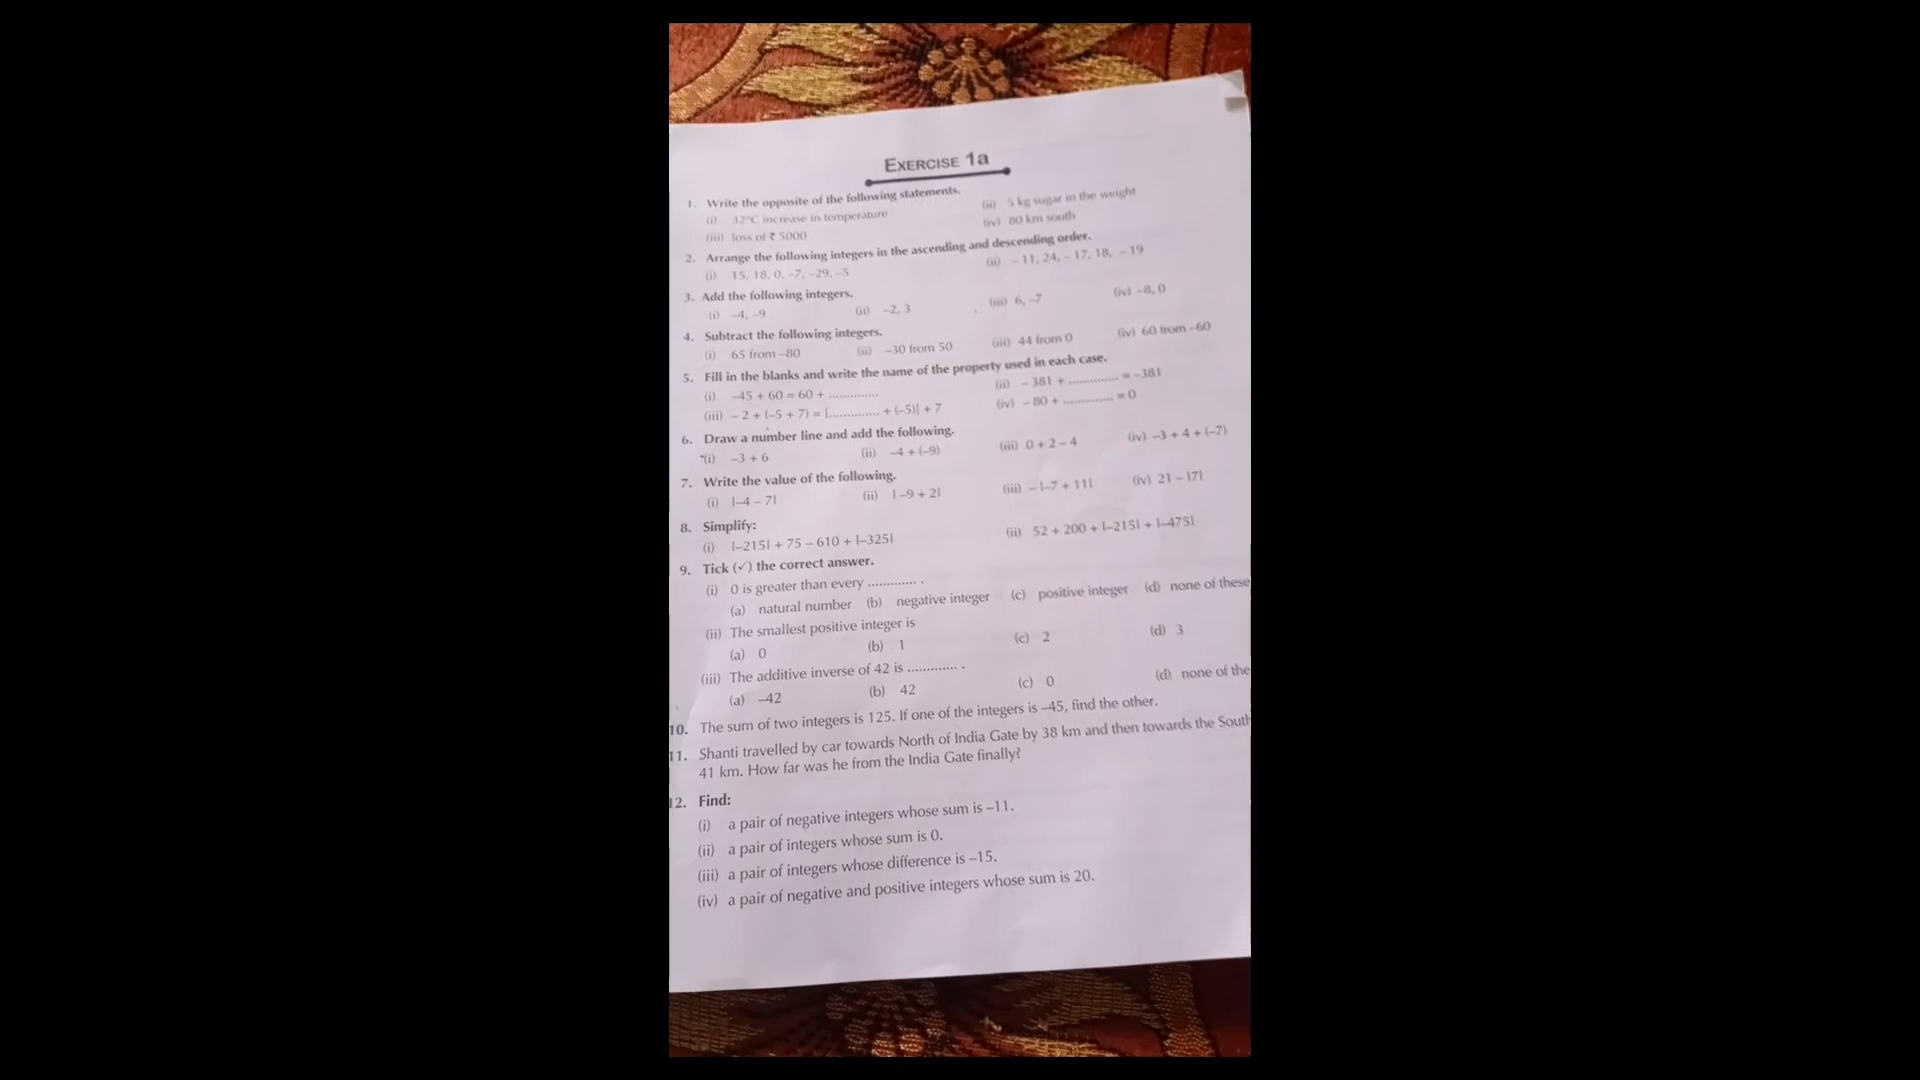 EXERCISE 1a
1. Write the opposite of the following statements.
(i) 32°C increase in temperature (ii) 5 kg sugar in the weight
(iii) loss of ₹ 5000 (iv) 80 km south
2. Arrange the following integers in the ascending and descending order.
(i) 15, 18, 0, –7, –29, –5 (ii) – 11, 24, – 17, 18, – 19
3. Add the following integers.
(i) –4, –9 (ii) –2, 3 (iii) 6, –7 (iv) –8, 0
4. Subtract the following integers.
(i) 65 from –80 (ii) –30 from 50 (iii) 44 from 0 (iv) 60 from –60
5. Fill in the blanks and write the name of the property used in each case.
(i) –45 + 60 = 60 + ............. (ii) – 381 + ............. = –381
(iii) – 2 + (–5 + 7) = [............. + (–5)] + 7 (iv) – 80 + ............. = 0
6. Draw a number line and add the following.
(i) –3 + 6 (ii) –4 + (–9) (iii) 0 + 2 – 4 (iv) –3 + 4 + (–7)
7. Write the value of the following.
(i) |–4 – 7| (ii) | –9 + 2| (iii) – |–7 + 11| (iv) 21 – |7|
8. Simplify:
(i) |–215| + 75 – 610 + |–325| (ii) 52 + 200 + |–215| + |–475|
9. Tick (✓) the correct answer.
(i) 0 is greater than every ............. .
(a) natural number (b) negative integer (c) positive integer (d) none of these
(ii) The smallest positive integer is
(a) 0 (b) 1 (c) 2 (d) 3
(iii) The additive inverse of 42 is ............. .
(a) –42 (b) 42 (c) 0 (d) none of the
10. The sum of two integers is 125. If one of the integers is –45, find the other.
11. Shanti travelled by car towards North of India Gate by 38 km and then towards the South
41 km. How far was he from the India Gate finally?
12. Find:
(i) a pair of negative integers whose sum is –11.
(ii) a pair of integers whose sum is 0.
(iii) a pair of integers whose difference is –15.
(iv) a pair of negative and positive integers whose sum is 20.